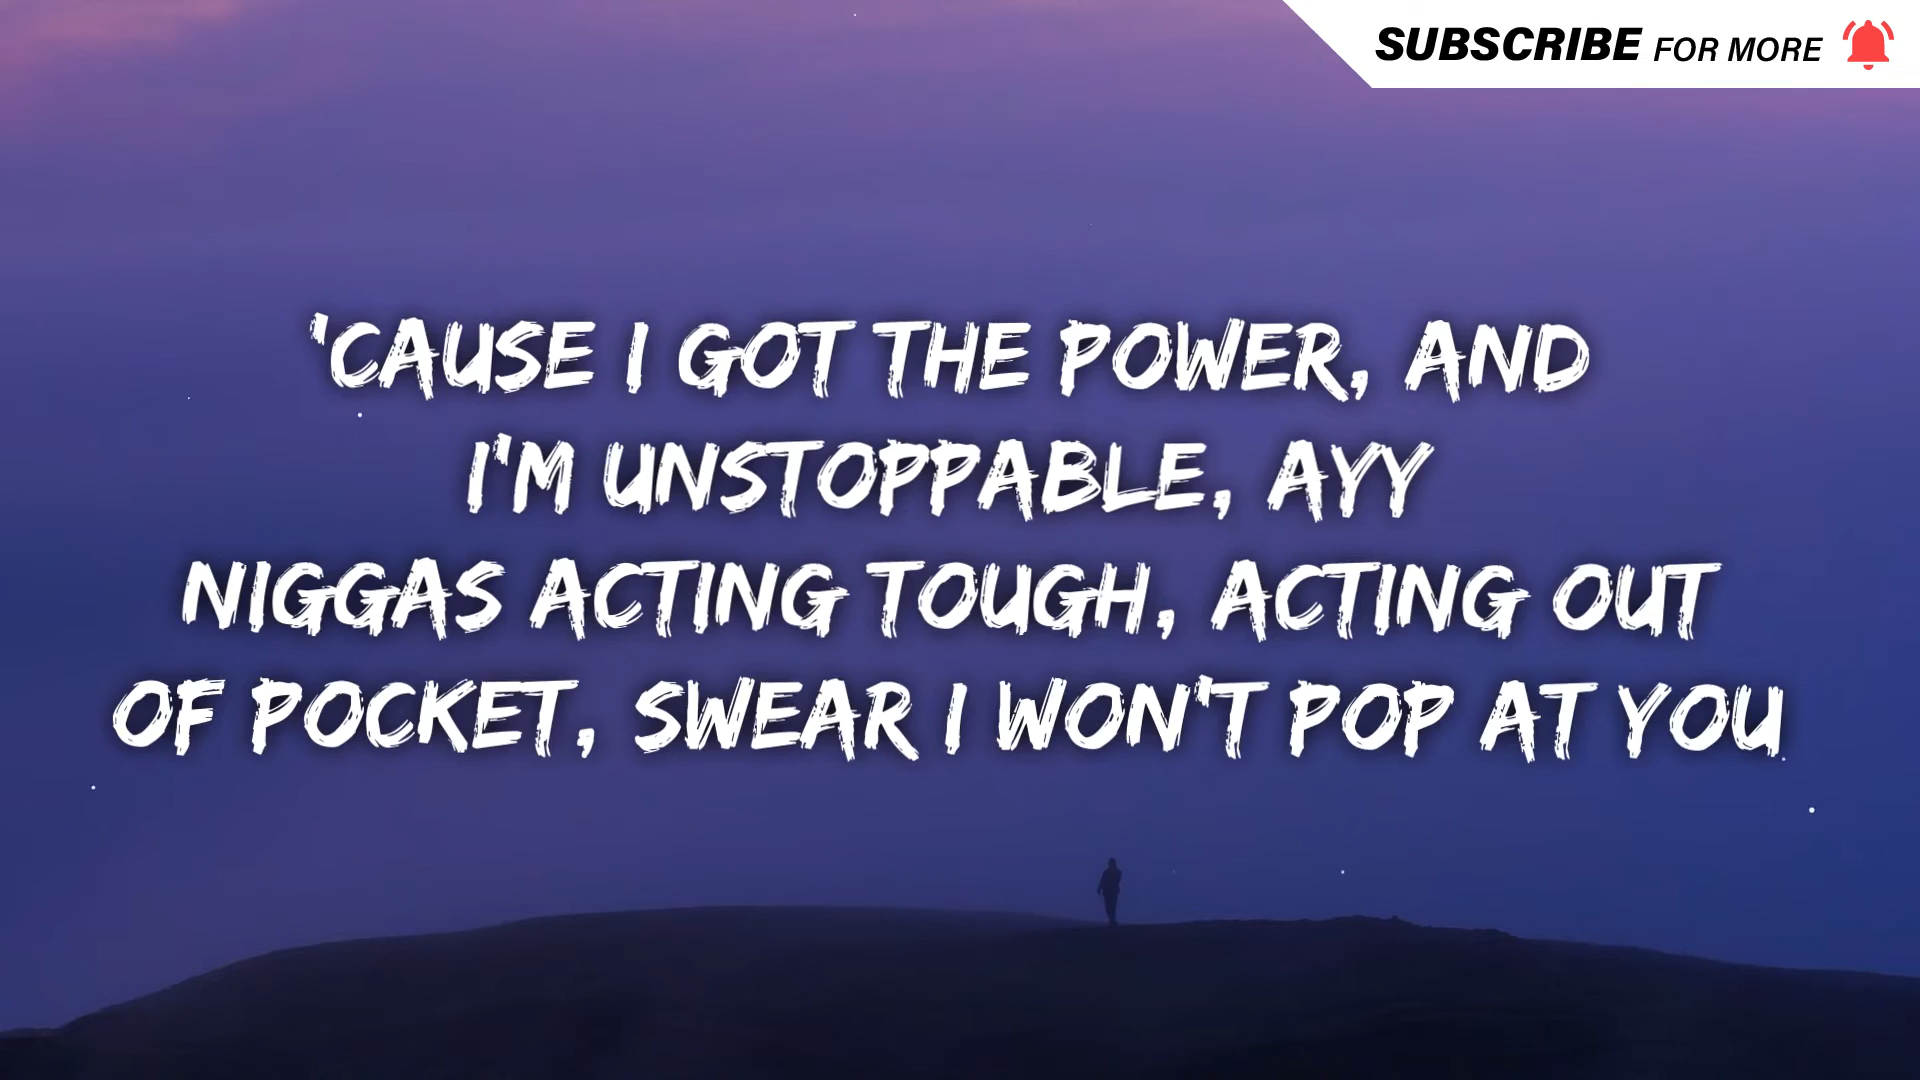 SUBSCRIBE FOR MORE
'CAUSE I GOT THE POWER, AND
I'M UNSTOPPABLE, AYY
NIGGAS ACTING TOUGH, ACTING OUT
OF POCKET, SWEAR I WON'T POP AT YOU